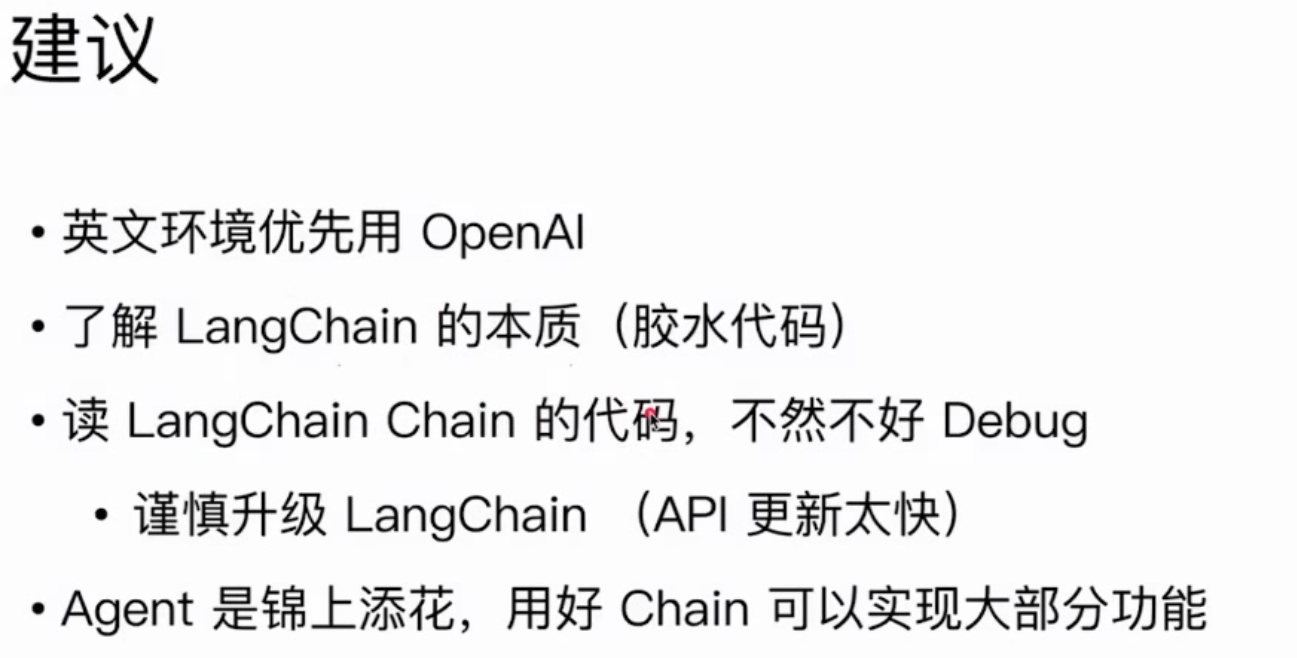 建议
• 英文环境优先用 OpenAI
• 了解 LangChain 的本质（胶水代码）
• 读 LangChain Chain 的代码，不然不好 Debug
• 谨慎升级 LangChain （API 更新太快）
• Agent 是锦上添花，用好 Chain 可以实现大部分功能